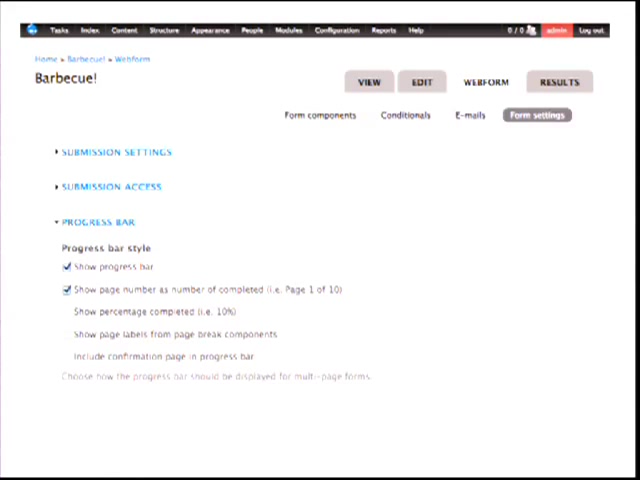 Tasks Index Content Structure Appearance People Modules Configuration Reports Help 0 / 0 admin Log out
Home » Barbecue! » Webform
Barbecue!
VIEW EDIT WEBFORM RESULTS
Form components Conditionals E-mails Form settings
SUBMISSION SETTINGS
SUBMISSION ACCESS
PROGRESS BAR
Progress bar style
Show progress bar
Show page number as number of completed (i.e. Page 1 of 10)
Show percentage completed (i.e. 10%)
Show page labels from page break components
Include confirmation page in progress bar
Choose how the progress bar should be displayed for multi-page forms.